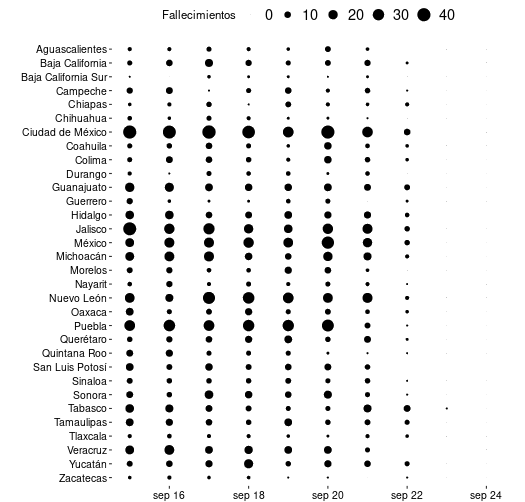 Fallecimientos 0 10 20 30 40
Aguascalientes
Baja California
Baja California Sur
Campeche
Chiapas
Chihuahua
Ciudad de México
Coahuila
Colima
Durango
Guanajuato
Guerrero
Hidalgo
Jalisco
México
Michoacán
Morelos
Nayarit
Nuevo León
Oaxaca
Puebla
Querétaro
Quintana Roo
San Luis Potosí
Sinaloa
Sonora
Tabasco
Tamaulipas
Tlaxcala
Veracruz
Yucatán
Zacatecas
sep 16 sep 18 sep 20 sep 22 sep 24